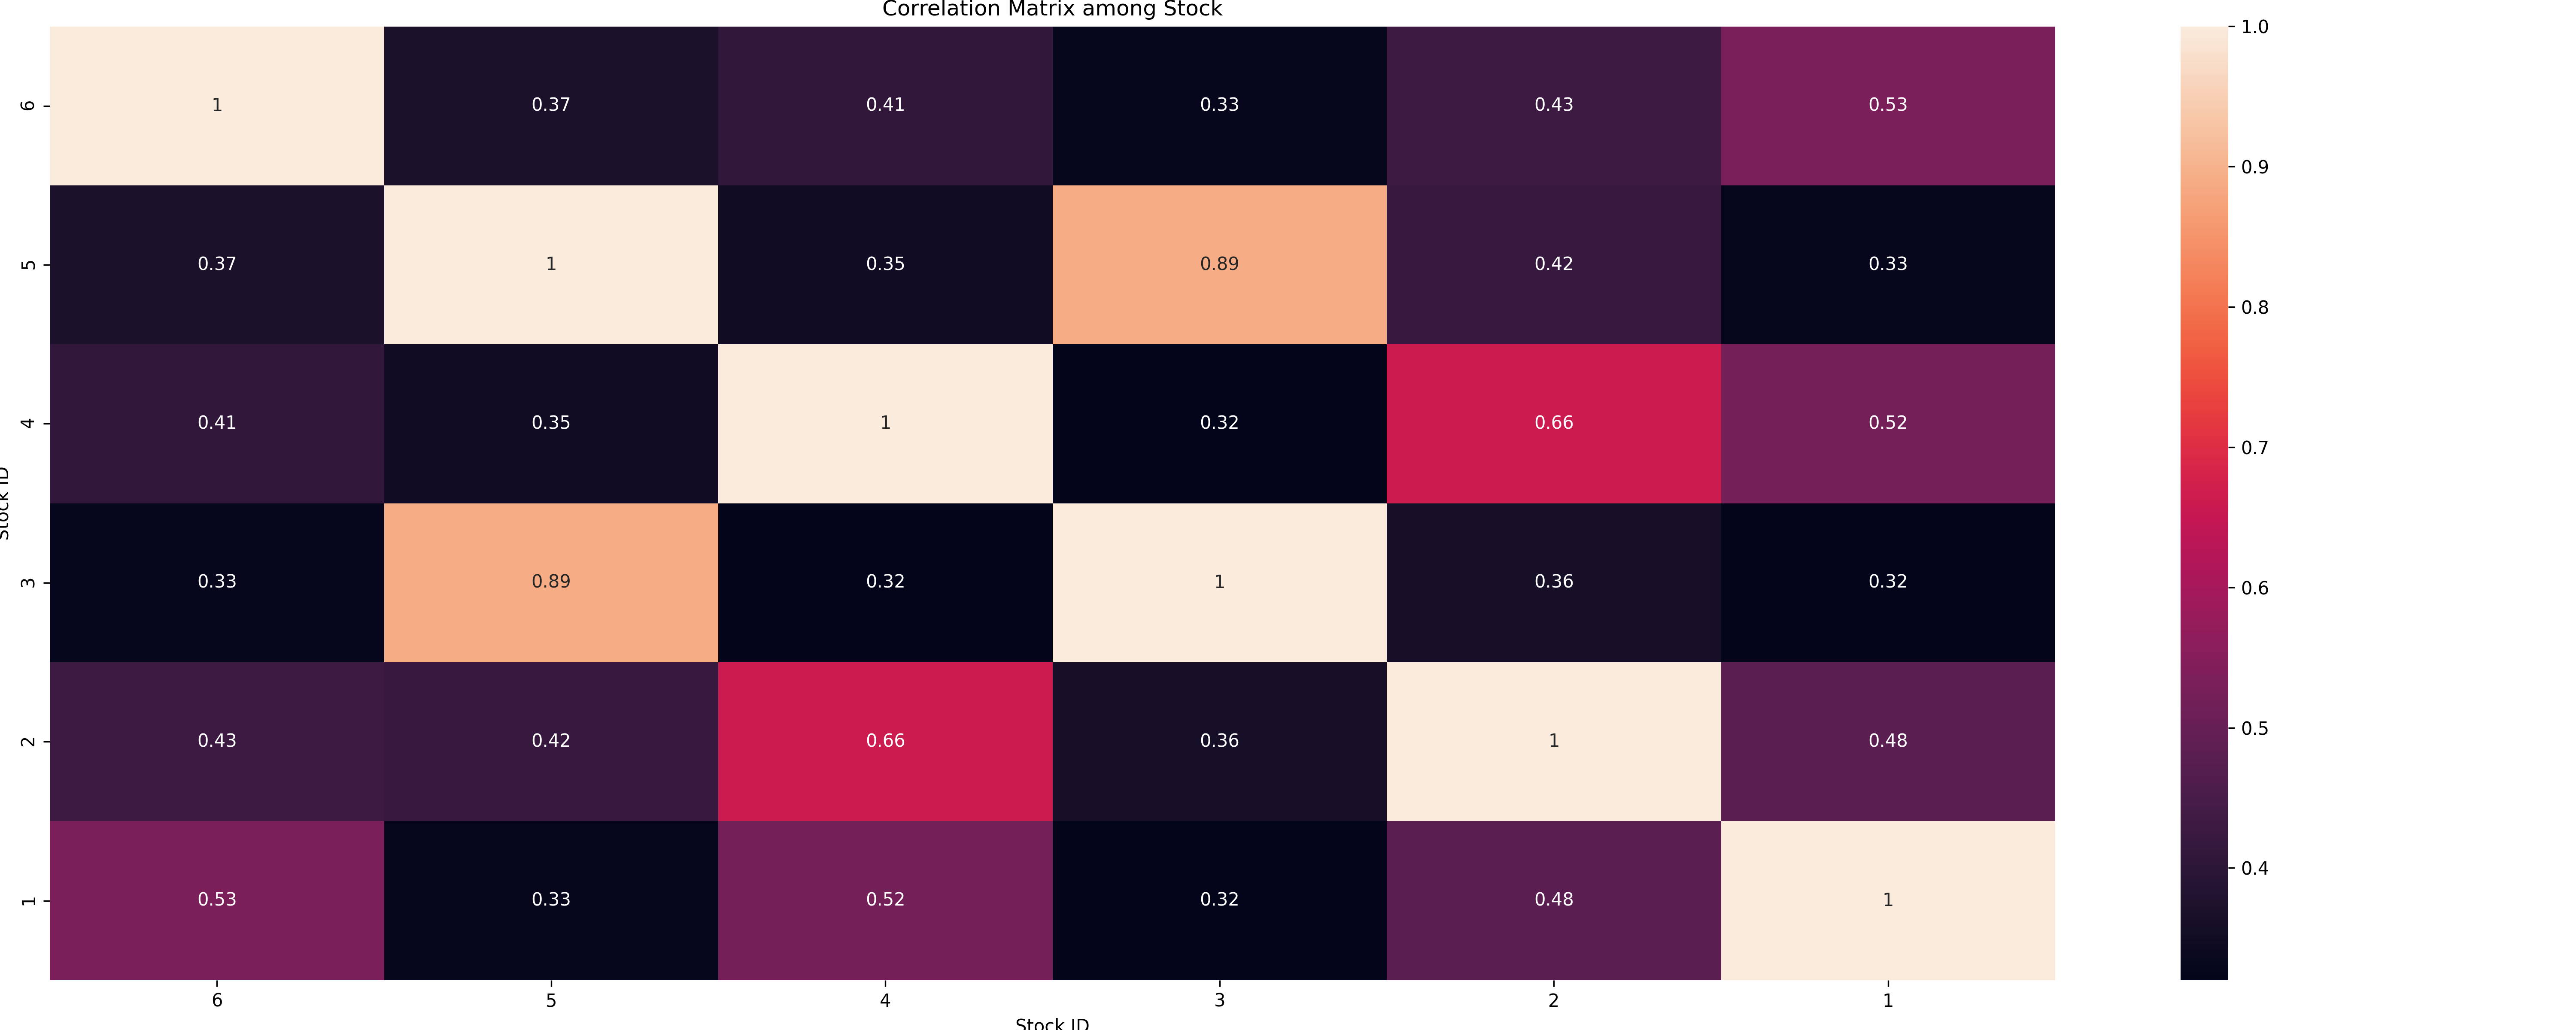 Correlation Matrix among Stock
6 1 0.37 0.41 0.33 0.43 0.53
5 0.37 1 0.35 0.89 0.42 0.33
4 0.41 0.35 1 0.32 0.66 0.52
3 0.33 0.89 0.32 1 0.36 0.32
2 0.43 0.42 0.66 0.36 1 0.48
1 0.53 0.33 0.52 0.32 0.48 1
6 5 4 3 2 1
Stock ID
Stock ID
1.0
0.9
0.8
0.7
0.6
0.5
0.4